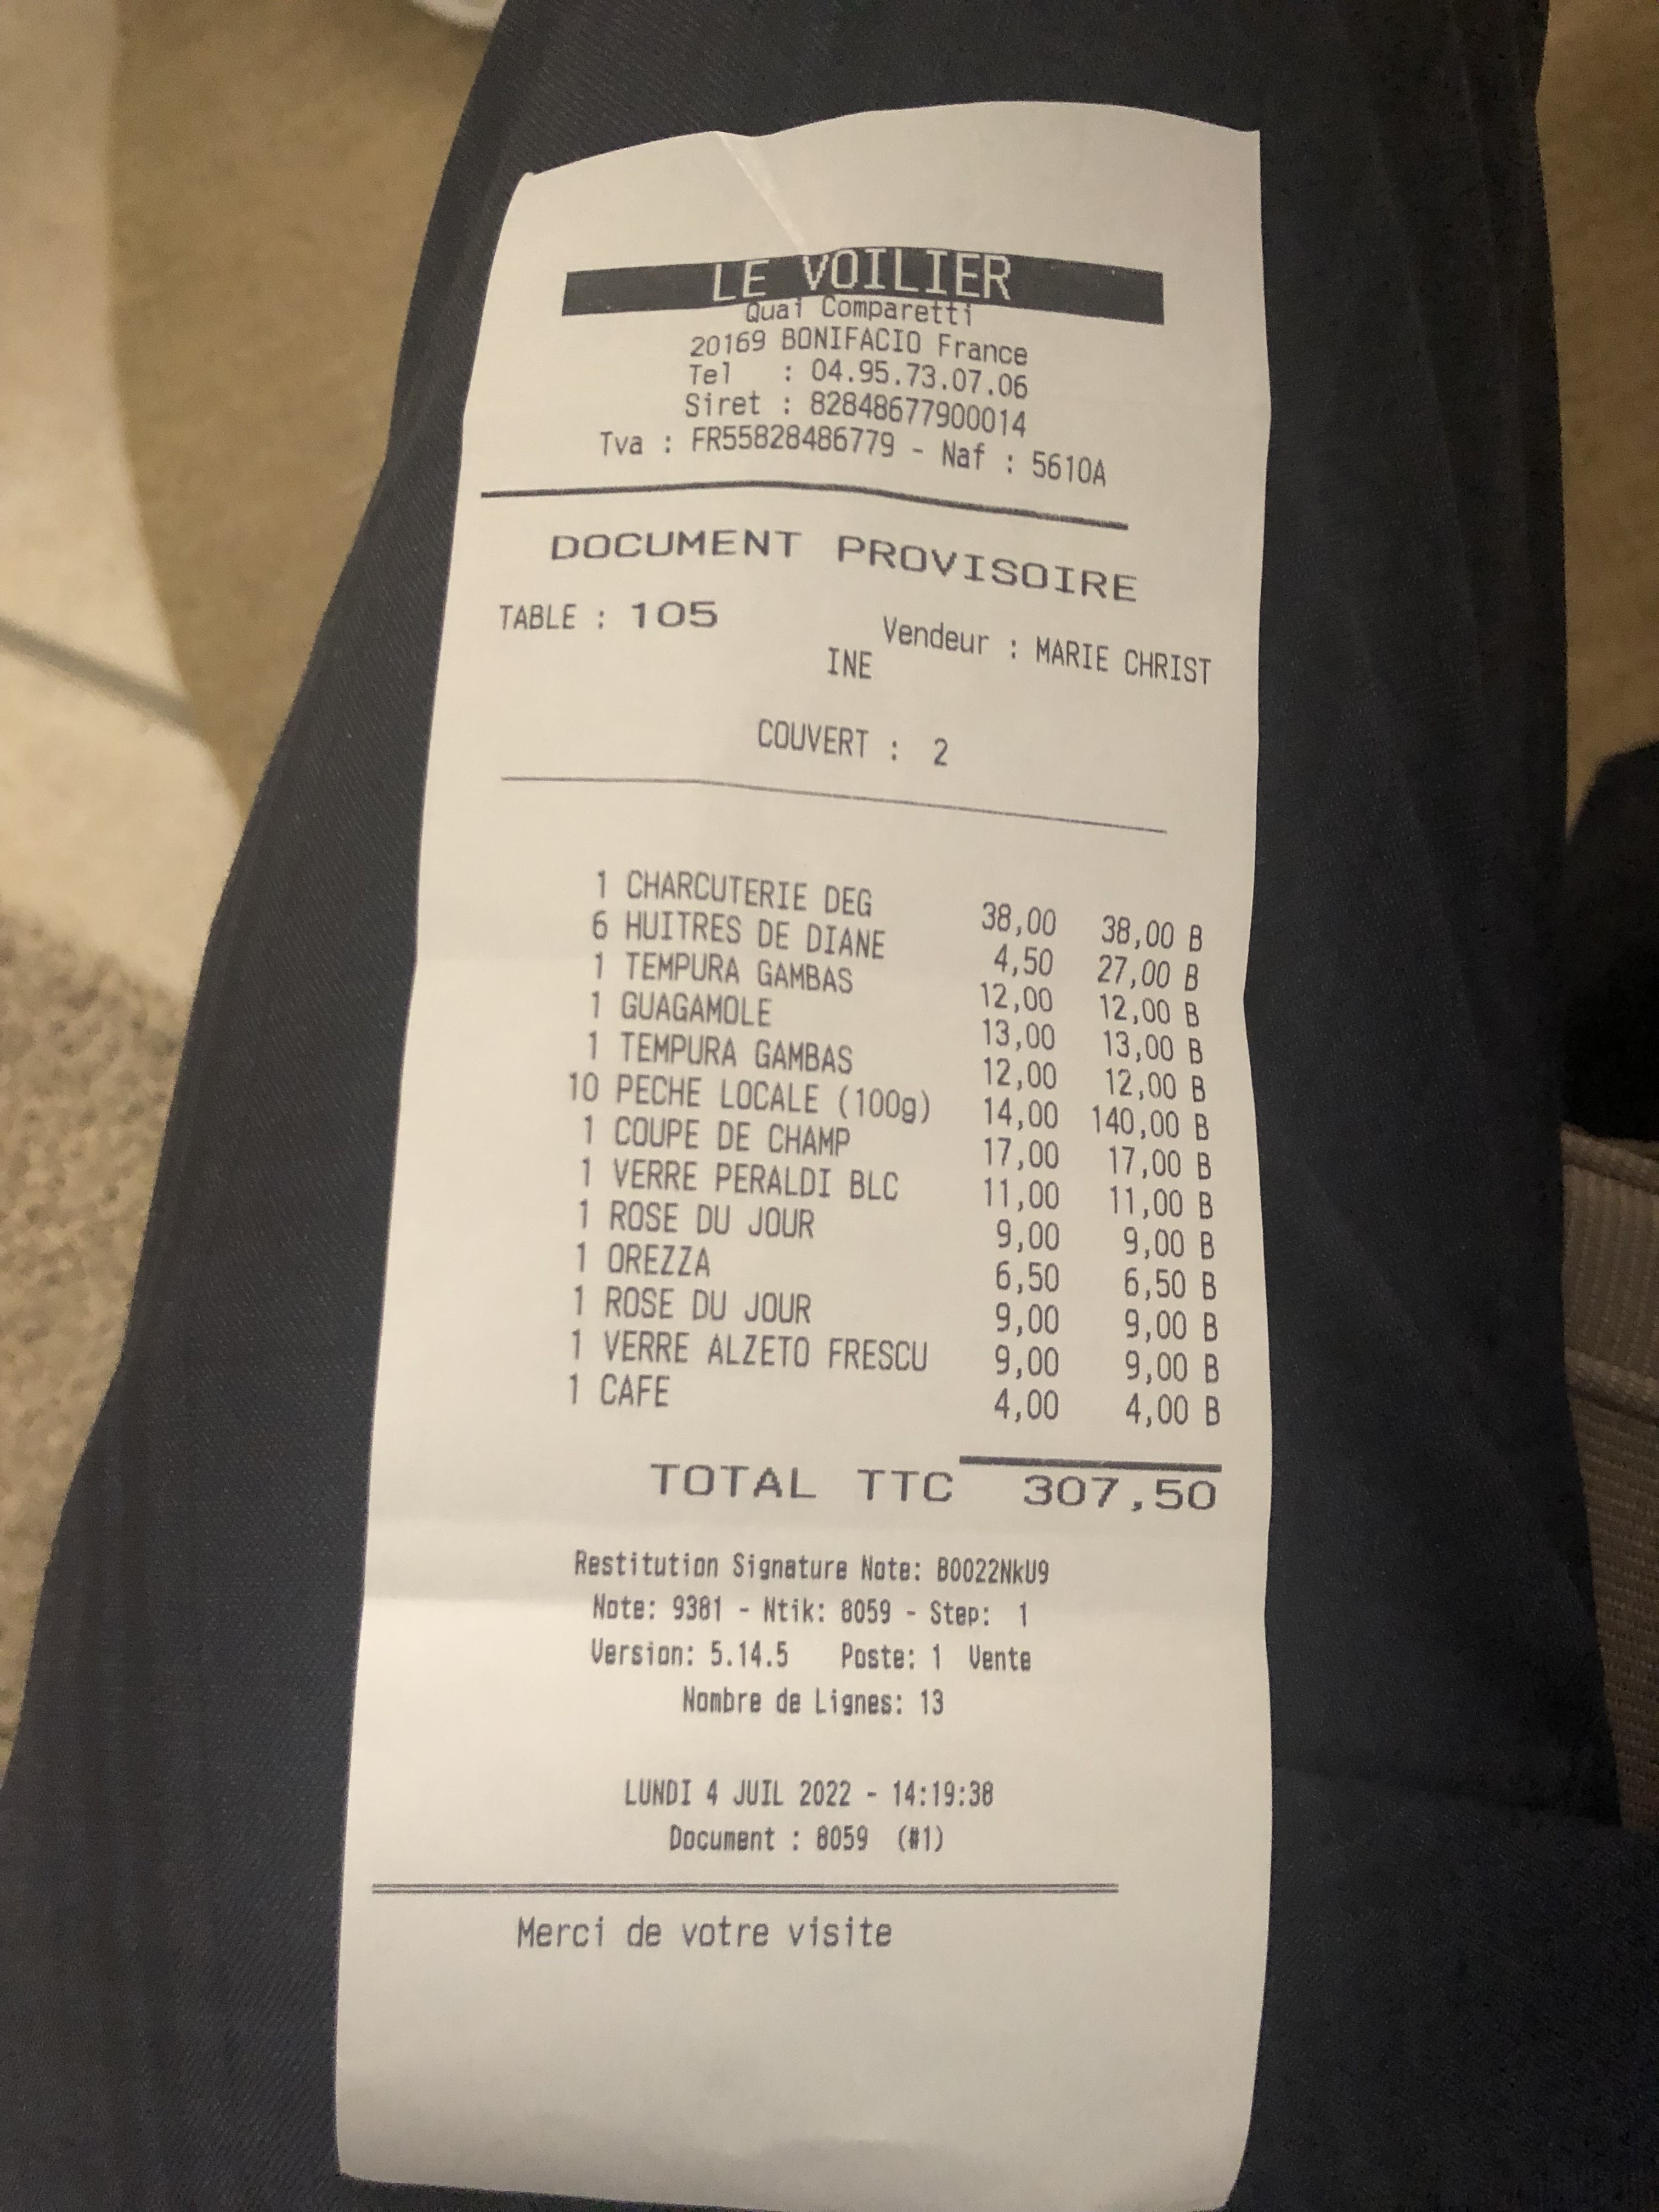 LE VOILIER
Quai Comparetti
20169 BONIFACIO France
Tel : 04.95.73.07.06
Siret : 82848677900014
Tva : FR55828486779 - Naf : 5610A
DOCUMENT PROVISOIRE
TABLE : 105 Vendeur : MARIE CHRIST
INE
COUVERT : 2
1 CHARCUTERIE DEG 38,00 38,00 B
6 HUITRES DE DIANE 4,50 27,00 B
1 TEMPURA GAMBAS 12,00 12,00 B
1 GUAGAMOLE 13,00 13,00 B
1 TEMPURA GAMBAS 12,00 12,00 B
10 PECHE LOCALE (100g) 14,00 140,00 B
1 COUPE DE CHAMP 17,00 17,00 B
1 VERRE PERALDI BLC 11,00 11,00 B
1 ROSE DU JOUR 9,00 9,00 B
1 OREZZA 6,50 6,50 B
1 ROSE DU JOUR 9,00 9,00 B
1 VERRE ALZETO FRESCU 9,00 9,00 B
1 CAFE 4,00 4,00 B
TOTAL TTC 307,50
Restitution Signature Note: B0022NkU9
Note: 9381 - Ntik: 8059 - Step: 1
Version: 5.14.5 Poste: 1 Vente
Nombre de Lignes: 13
LUNDI 4 JUIL 2022 - 14:19:38
Document : 8059 (#1)
Merci de votre visite